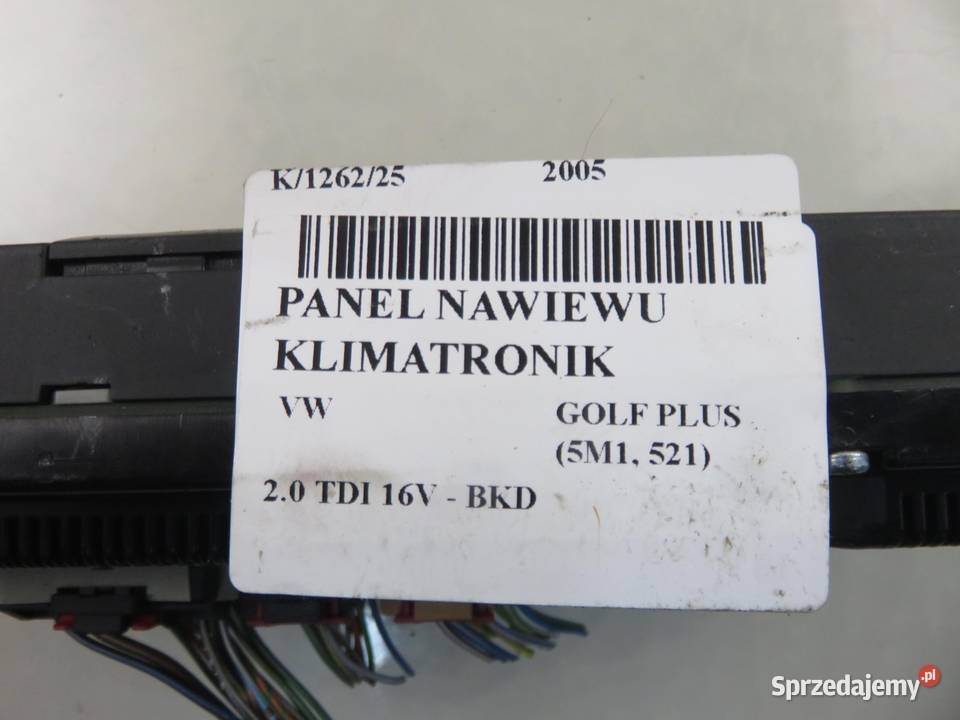 K/1262/25 2005
PANEL NAWIEWU
KLIMATRONIK
VW GOLF PLUS
(5M1, 521)
2.0 TDI 16V - BKD
Sprzedajemy.pl